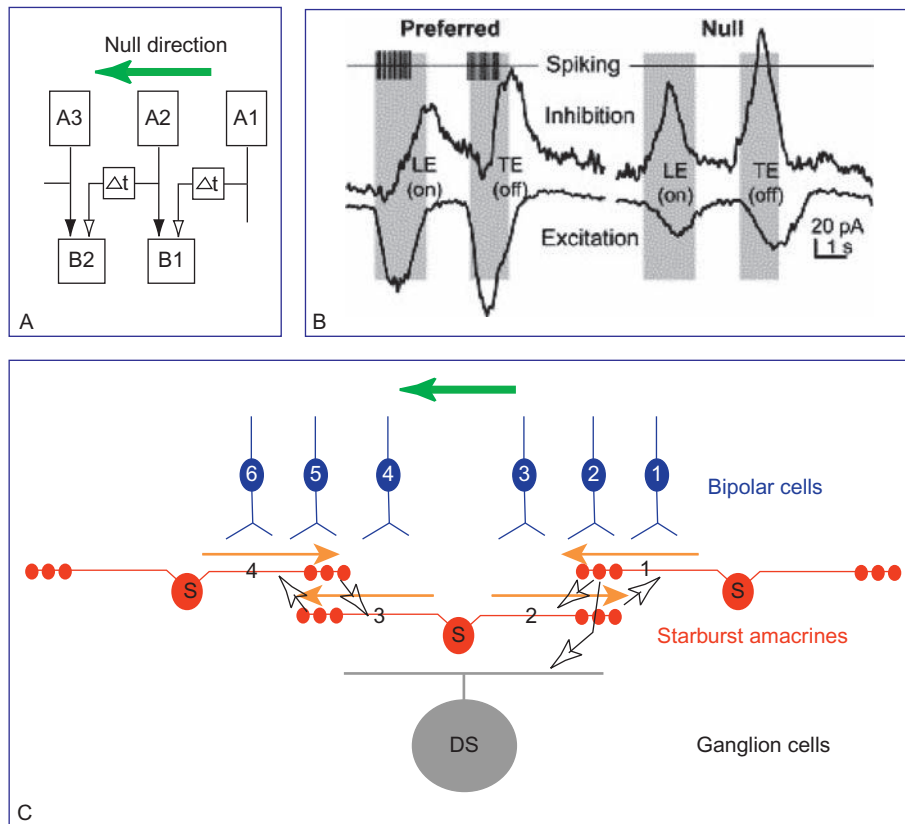 Null direction
A3 A2 A1
Δt Δt
B2 B1
A
Preferred Null
Spiking
Inhibition
LE TE LE TE
(on) (off) (on) (off)
Excitation
20 pA
1 s
B
6 5 4 3 2 1
Bipolar cells
4 1
S S
3 2
S
Starburst amacrines
DS
Ganglion cells
C